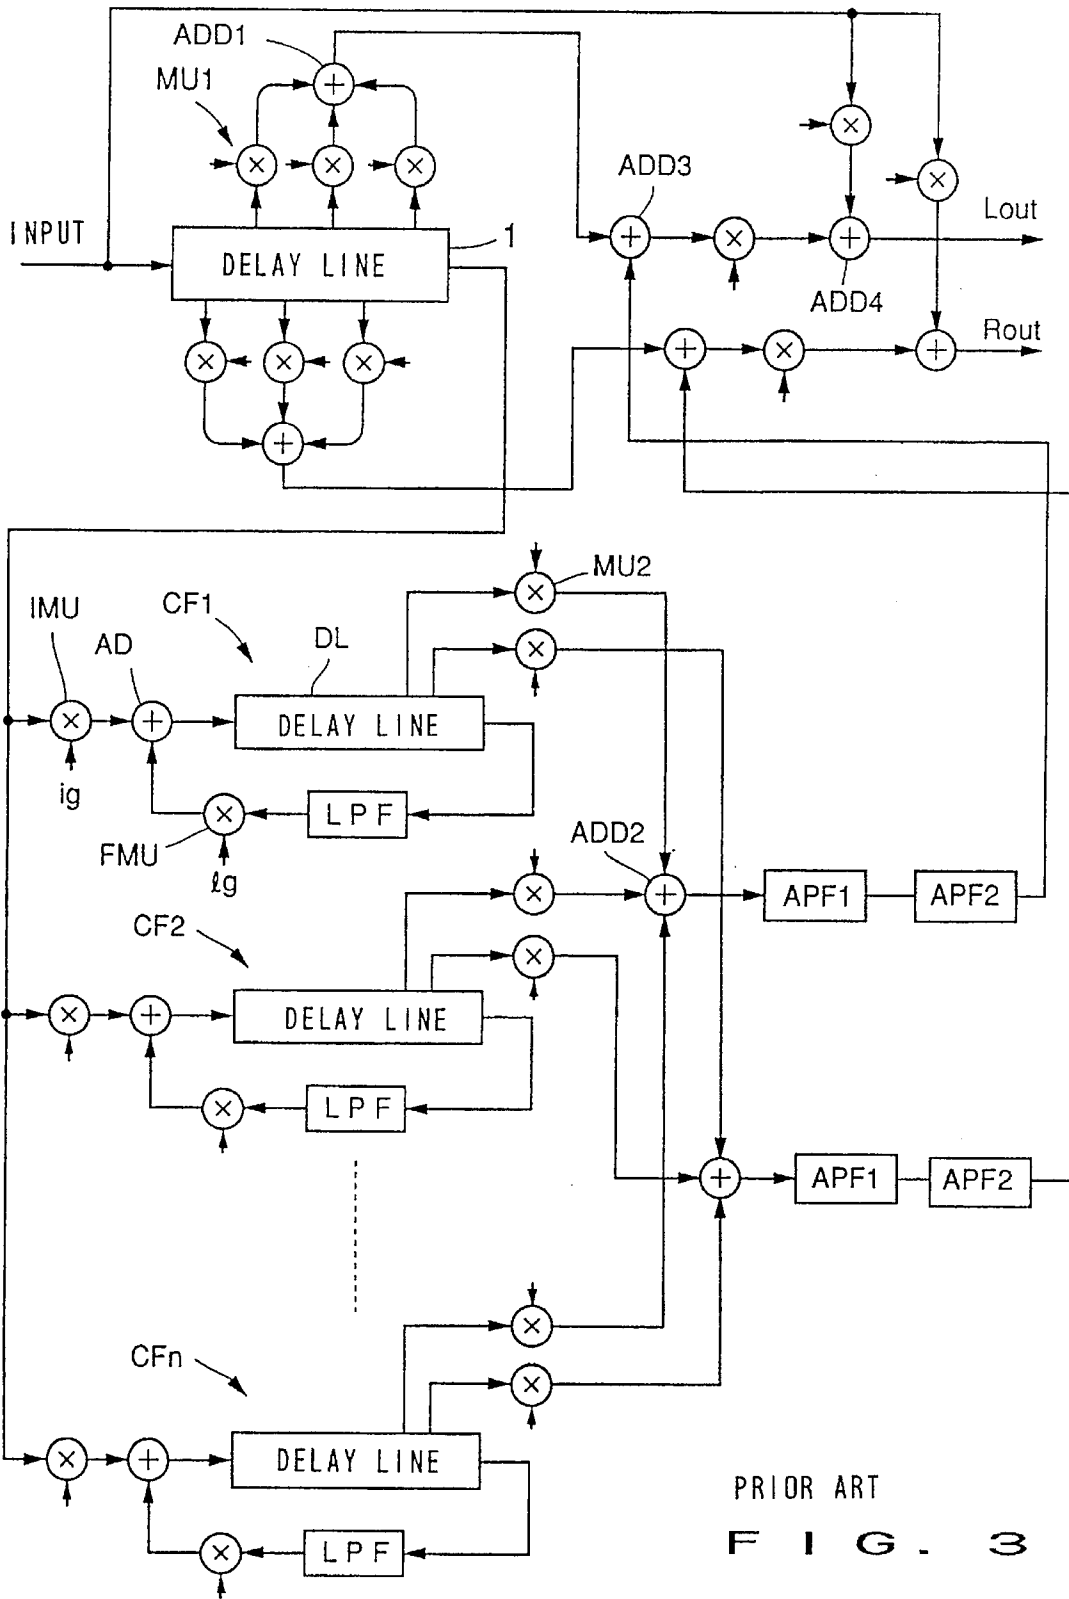 ADD1
MU1
ADD3
Lout
INPUT
1
DELAY LINE
ADD4
Rout
MU2
IMU
CF1
AD
DL
DELAY LINE
ig
LPF
FMU
ℓg
ADD2
APF1
APF2
CF2
DELAY LINE
LPF
APF1
APF2
CFn
DELAY LINE
LPF
PRIOR ART
FIG. 3